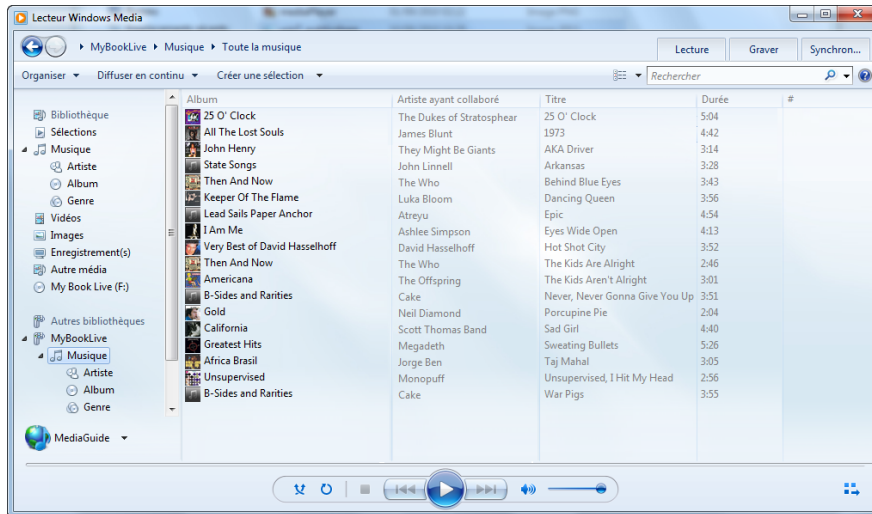 Lecteur Windows Media
MyBookLive Musique Toute la musique
Lecture Graver Synchron...
Organiser Diffuser en continu Créer une sélection Rechercher
Album Artiste ayant collaboré Titre Durée #
Bibliothèque
Sélections
Musique
Artiste
Album
Genre
Vidéos
Images
Enregistrement(s)
Autre média
My Book Live (F:)
Autres bibliothèques
MyBookLive
Musique
Artiste
Album
Genre
MediaGuide
25 O' Clock The Dukes of Stratosphear 25 O' Clock 5:04
All The Lost Souls James Blunt 1973 4:42
John Henry They Might Be Giants AKA Driver 3:14
State Songs John Linnell Arkansas 3:28
Then And Now The Who Behind Blue Eyes 3:43
Keeper Of The Flame Luka Bloom Dancing Queen 3:56
Lead Sails Paper Anchor Atreyu Epic 4:54
I Am Me Ashlee Simpson Eyes Wide Open 4:13
Very Best of David Hasselhoff David Hasselhoff Hot Shot City 3:52
Then And Now The Who The Kids Are Alright 2:46
Americana The Offspring The Kids Aren't Alright 3:01
B-Sides and Rarities Cake Never, Never Gonna Give You Up 3:51
Gold Neil Diamond Porcupine Pie 2:04
California Scott Thomas Band Sad Girl 4:40
Greatest Hits Megadeth Sweating Bullets 5:26
Africa Brasil Jorge Ben Taj Mahal 3:05
Unsupervised Monopuff Unsupervised, I Hit My Head 2:56
B-Sides and Rarities Cake War Pigs 3:55